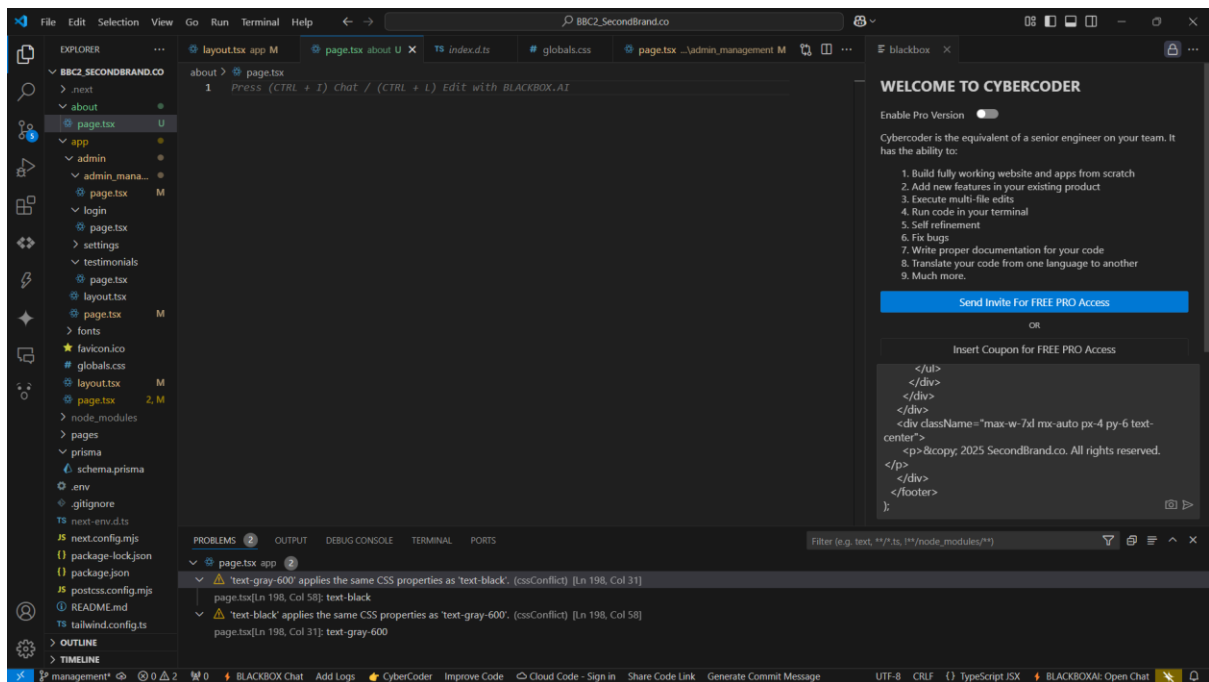 File Edit Selection View Go Run Terminal Help
BBC2_SecondBrand.co
EXPLORER
BBC2_SECONDBRAND.CO
.next
about
page.tsx U
app
admin
admin_mana...
page.tsx M
login
page.tsx
settings
testimonials
page.tsx
layout.tsx
page.tsx M
fonts
favicon.ico
globals.css
layout.tsx M
page.tsx 2, M
node_modules
pages
prisma
schema.prisma
.env
.gitignore
next-env.d.ts
next.config.mjs
package-lock.json
package.json
postcss.config.mjs
README.md
tailwind.config.ts
OUTLINE
TIMELINE
layout.tsx app M page.tsx about U index.d.ts globals.css page.tsx ...\admin_management M
about > page.tsx
1 Press (CTRL + I) Chat / (CTRL + L) Edit with BLACKBOX.AI
blackbox
WELCOME TO CYBERCODER
Enable Pro Version
Cybercoder is the equivalent of a senior engineer on your team. It
has the ability to:
1. Build fully working website and apps from scratch
2. Add new features in your existing product
3. Execute multi-file edits
4. Run code in your terminal
5. Self refinement
6. Fix bugs
7. Write proper documentation for your code
8. Translate your code from one language to another
9. Much more.
Send Invite For FREE PRO Access
OR
Insert Coupon for FREE PRO Access
</ul>
</div>
</div>
</div>
<div className="max-w-7xl mx-auto px-4 py-6 text-
center">
<p>&copy; 2025 SecondBrand.co. All rights reserved.
</p>
</div>
</footer>
);
PROBLEMS 2 OUTPUT DEBUG CONSOLE TERMINAL PORTS
Filter (e.g. text, **/*.ts, !**/node_modules/**)
page.tsx app 2
'text-gray-600' applies the same CSS properties as 'text-black'. (cssConflict) [Ln 198, Col 31]
page.tsx[Ln 198, Col 58]: text-black
'text-black' applies the same CSS properties as 'text-gray-600'. (cssConflict) [Ln 198, Col 58]
page.tsx[Ln 198, Col 31]: text-gray-600
management* 0 2 0 BLACKBOX Chat Add Logs CyberCoder Improve Code Cloud Code - Sign in Share Code Link Generate Commit Message UTF-8 CRLF {} TypeScript JSX BLACKBOXAI: Open Chat